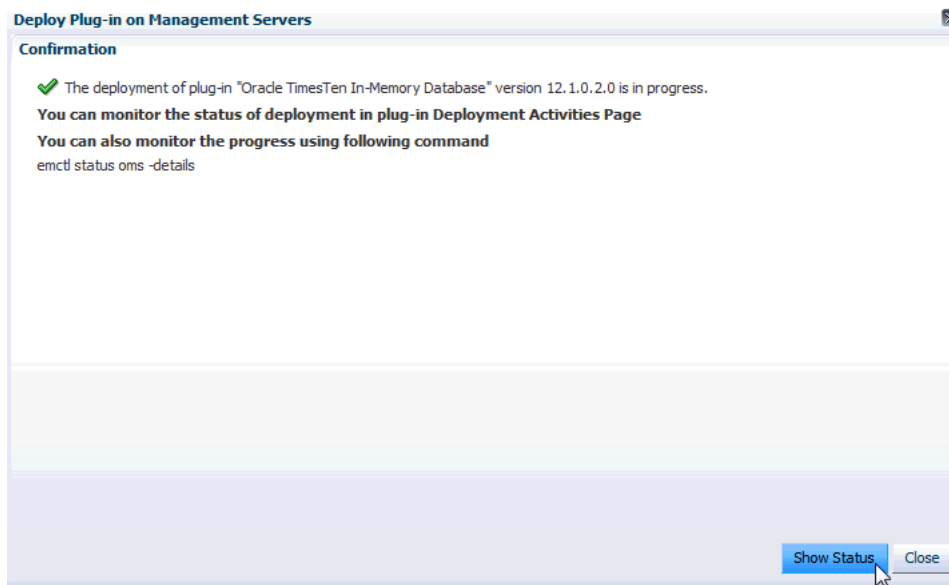 Deploy Plug-in on Management Servers
Confirmation
The deployment of plug-in "Oracle TimesTen In-Memory Database" version 12.1.0.2.0 is in progress.
You can monitor the status of deployment in plug-in Deployment Activities Page
You can also monitor the progress using following command
emctl status oms -details
Show Status Close